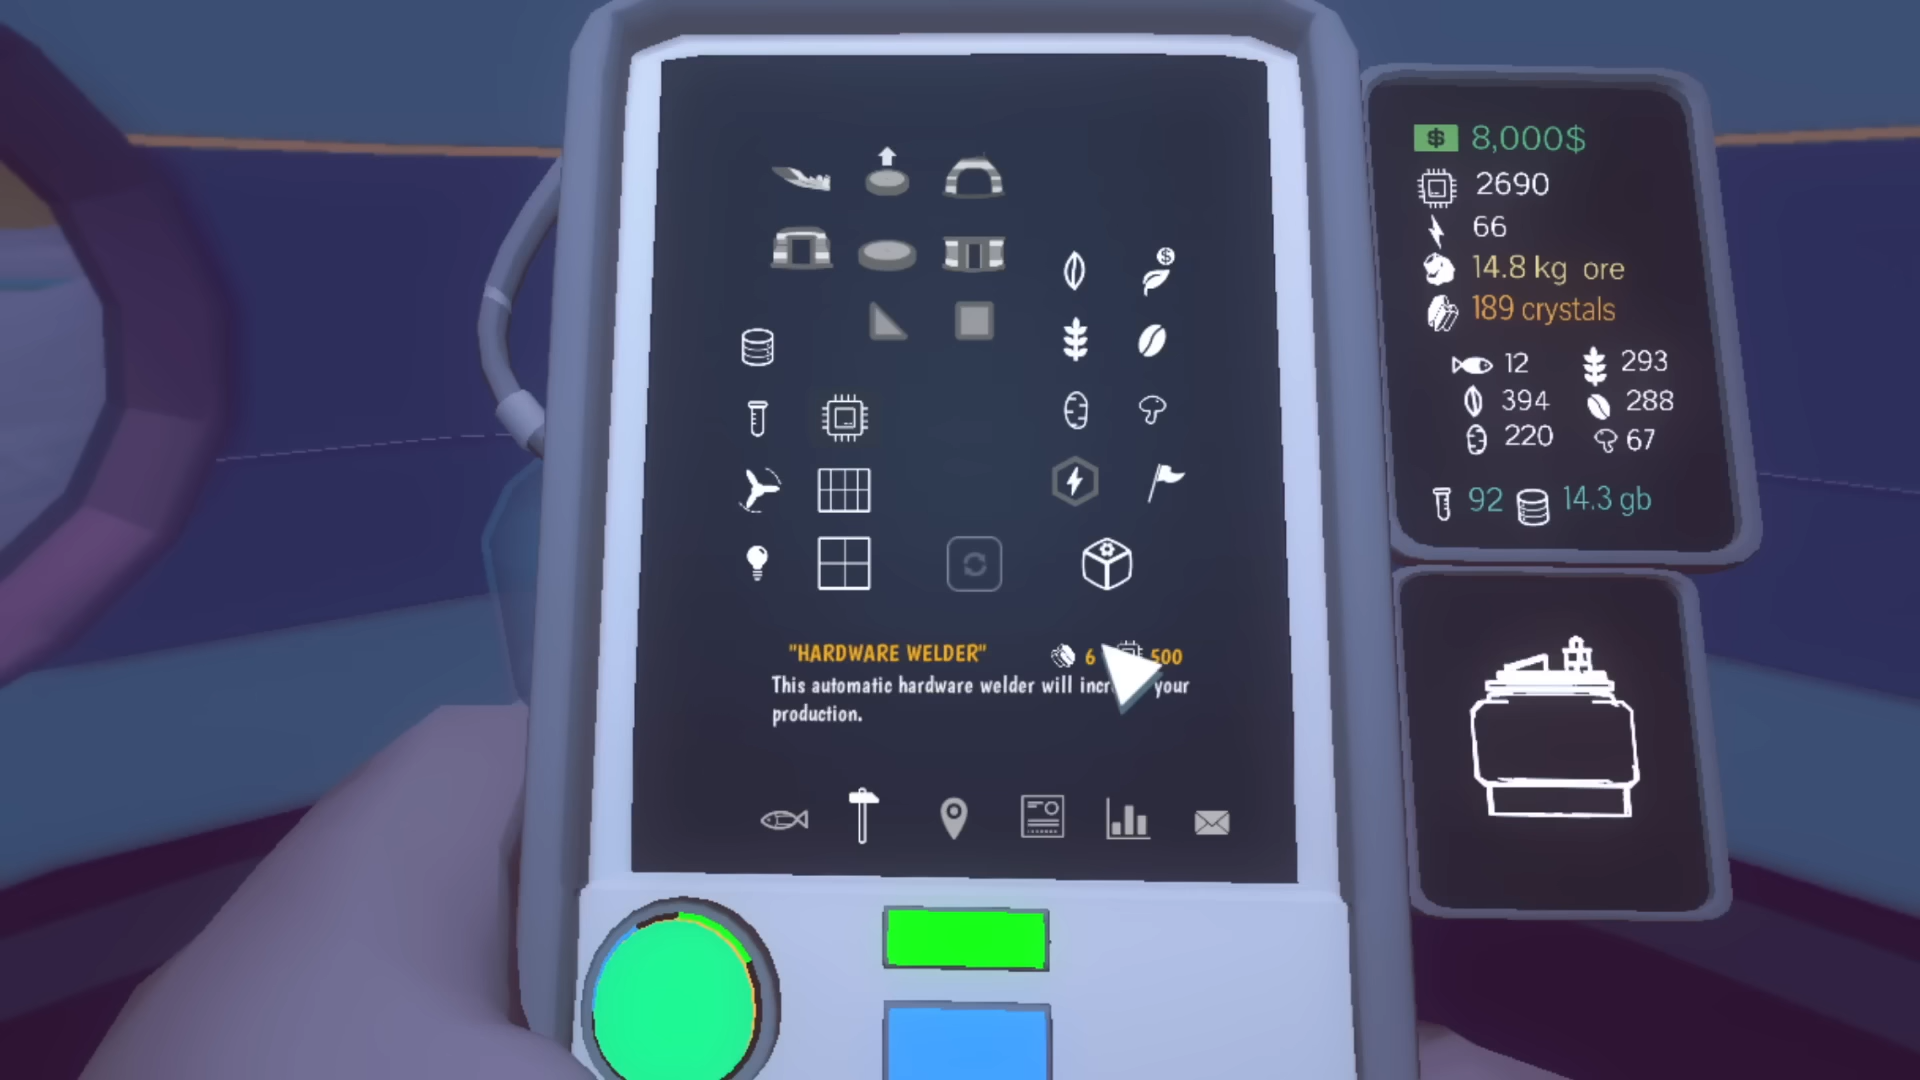 8,000$
2690
66
14.8 kg ore
189 crystals
12 293
394 288
220 67
92 14.3 gb
"HARDWARE WELDER" 6 500
This automatic hardware welder will your
production.